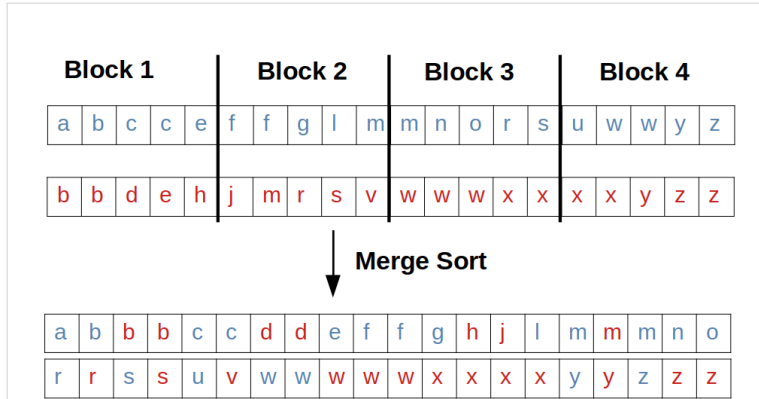 Block 1 Block 2 Block 3 Block 4
a b c c e f f g l m m n o r s u w w y z
b b d e h j m r s v w w w x x x x y z z
Merge Sort
a b b b c c d d e f f g h j l m m m n o
r r s s u v w w w w w x x x x y y z z z